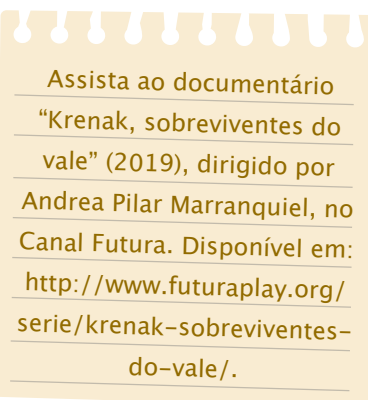 Assista ao documentário
“Krenak, sobreviventes do
vale” (2019), dirigido por
Andrea Pilar Marranquiel, no
Canal Futura. Disponível em:
http://www.futuraplay.org/
serie/krenak-sobreviventes-
do-vale/.